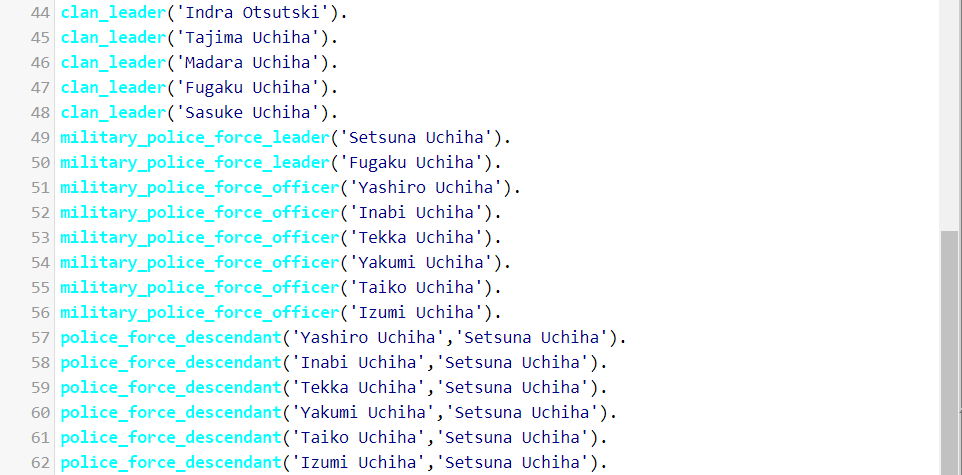 44 clan_leader('Indra Otsutski').
45 clan_leader('Tajima Uchiha').
46 clan_leader('Madara Uchiha').
47 clan_leader('Fugaku Uchiha').
48 clan_leader('Sasuke Uchiha').
49 military_police_force_leader('Setsuna Uchiha').
50 military_police_force_leader('Fugaku Uchiha').
51 military_police_force_officer('Yashiro Uchiha').
52 military_police_force_officer('Inabi Uchiha').
53 military_police_force_officer('Tekka Uchiha').
54 military_police_force_officer('Yakumi Uchiha').
55 military_police_force_officer('Taiko Uchiha').
56 military_police_force_officer('Izumi Uchiha').
57 police_force_descendant('Yashiro Uchiha','Setsuna Uchiha').
58 police_force_descendant('Inabi Uchiha','Setsuna Uchiha').
59 police_force_descendant('Tekka Uchiha','Setsuna Uchiha').
60 police_force_descendant('Yakumi Uchiha','Setsuna Uchiha').
61 police_force_descendant('Taiko Uchiha','Setsuna Uchiha').
62 police_force_descendant('Izumi Uchiha','Setsuna Uchiha').